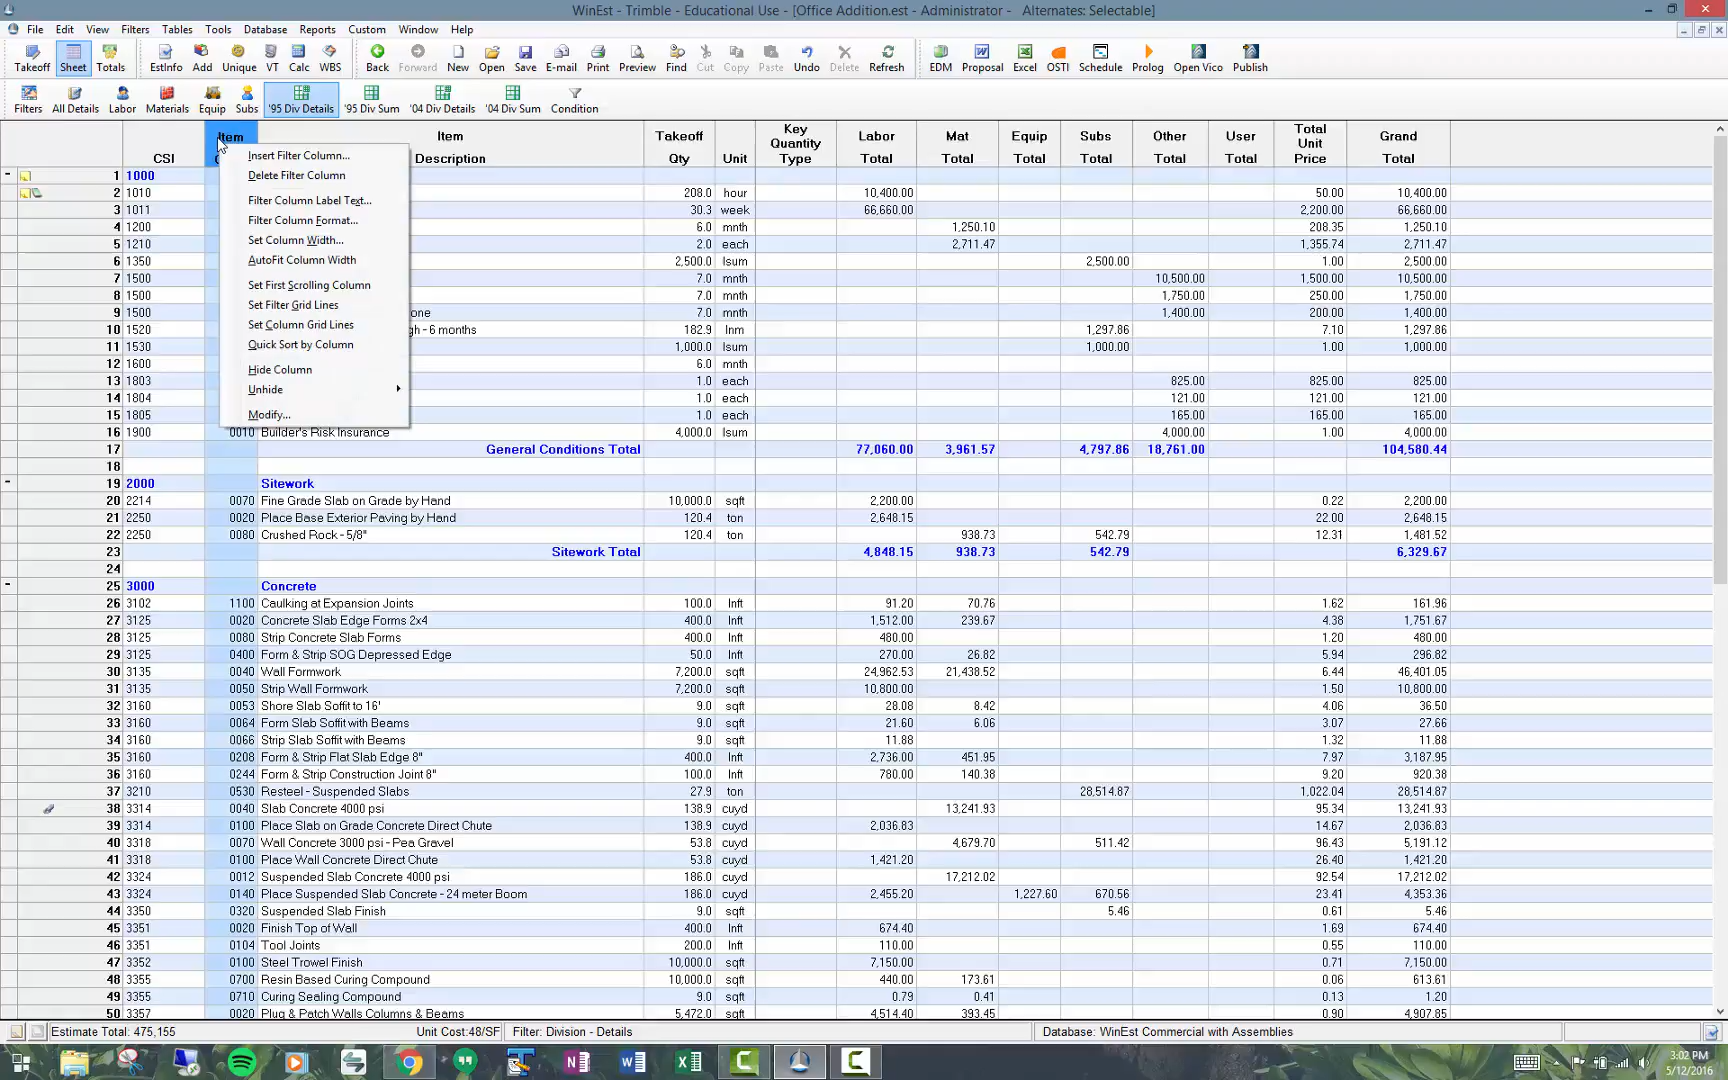 WinEst - Trimble - Educational Use - [Office Addition.est - Administrator - Alternates: Selectable]
File Edit View Filters Tables Tools Database Reports Custom Window Help
Takeoff Sheet Totals EstInfo Add Unique VT Calc WBS Back Forward New Open Save E-mail Print Preview Find Cut Copy Paste Undo Delete Refresh EDM Proposal Excel OSTI Schedule Prolog Open Vico Publish
Filters All Details Labor Materials Equip Subs '95 Div Details '95 Div Sum '04 Div Details '04 Div Sum Condition
CSI Item Item Description Takeoff Qty Unit Key Quantity Type Labor Total Mat Total Equip Total Subs Total Other Total User Total Total Unit Price Grand Total
Insert Filter Column...
Delete Filter Column
Filter Column Label Text...
Filter Column Format...
Set Column Width...
AutoFit Column Width
Set First Scrolling Column
Set Filter Grid Lines
Set Column Grid Lines
Quick Sort by Column
Hide Column
Unhide
Modify...
1 1000
2 1010 208.0 hour 10,400.00 50.00 10,400.00
3 1011 30.3 week 66,660.00 2,200.00 66,660.00
4 1200 6.0 mnth 1,250.10 208.35 1,250.10
5 1210 2.0 each 2,711.47 1,355.74 2,711.47
6 1350 2,500.0 lsum 2,500.00 1.00 2,500.00
7 1500 7.0 mnth 10,500.00 1,500.00 10,500.00
8 1500 7.0 mnth 1,750.00 250.00 1,750.00
9 1500 one 7.0 mnth 1,400.00 200.00 1,400.00
10 1520 gh - 6 months 182.9 lnm 1,297.86 7.10 1,297.86
11 1530 1,000.0 lsum 1,000.00 1.00 1,000.00
12 1600 6.0 mnth
13 1803 1.0 each 825.00 825.00 825.00
14 1804 1.0 each 121.00 121.00 121.00
15 1805 1.0 each 165.00 165.00 165.00
16 1900 0010 Builder's Risk Insurance 4,000.0 lsum 4,000.00 1.00 4,000.00
17 General Conditions Total 77,060.00 3,961.57 4,797.86 18,761.00 104,580.44
18
19 2000 Sitework
20 2214 0070 Fine Grade Slab on Grade by Hand 10,000.0 sqft 2,200.00 0.22 2,200.00
21 2250 0020 Place Base Exterior Paving by Hand 120.4 ton 2,648.15 22.00 2,648.15
22 2250 0080 Crushed Rock - 5/8" 120.4 ton 938.73 542.79 12.31 1,481.52
23 Sitework Total 4,848.15 938.73 542.79 6,329.67
24
25 3000 Concrete
26 3102 1100 Caulking at Expansion Joints 100.0 lnft 91.20 70.76 1.62 161.96
27 3125 0020 Concrete Slab Edge Forms 2x4 400.0 lnft 1,512.00 239.67 4.38 1,751.67
28 3125 0080 Strip Concrete Slab Forms 400.0 lnft 480.00 1.20 480.00
29 3125 0400 Form & Strip SOG Depressed Edge 50.0 lnft 270.00 26.82 5.94 296.82
30 3135 0040 Wall Formwork 7,200.0 sqft 24,962.53 21,438.52 6.44 46,401.05
31 3135 0050 Strip Wall Formwork 7,200.0 sqft 10,800.00 1.50 10,800.00
32 3160 0053 Shore Slab Soffit to 16' 9.0 sqft 28.08 8.42 4.06 36.50
33 3160 0064 Form Slab Soffit with Beams 9.0 sqft 21.60 6.06 3.07 27.66
34 3160 0066 Strip Slab Soffit with Beams 9.0 sqft 11.88 1.32 11.88
35 3160 0208 Form & Strip Flat Slab Edge 8" 400.0 lnft 2,736.00 451.95 7.97 3,187.95
36 3160 0244 Form & Strip Construction Joint 8" 100.0 lnft 780.00 140.38 9.20 920.38
37 3210 0530 Resteel - Suspended Slabs 27.9 ton 28,514.87 1,022.04 28,514.87
38 3314 0040 Slab Concrete 4000 psi 138.9 cuyd 13,241.93 95.34 13,241.93
39 3314 0100 Place Slab on Grade Concrete Direct Chute 138.9 cuyd 2,036.83 14.67 2,036.83
40 3318 0070 Wall Concrete 3000 psi - Pea Gravel 53.8 cuyd 4,679.70 511.42 96.43 5,191.12
41 3318 0100 Place Wall Concrete Direct Chute 53.8 cuyd 1,421.20 26.40 1,421.20
42 3324 0012 Suspended Slab Concrete 4000 psi 186.0 cuyd 17,212.02 92.54 17,212.02
43 3324 0140 Place Suspended Slab Concrete - 24 meter Boom 186.0 cuyd 2,455.20 1,227.60 670.56 23.41 4,353.36
44 3350 0320 Suspended Slab Finish 9.0 sqft 5.46 0.61 5.46
45 3351 0020 Finish Top of Wall 400.0 lnft 674.40 1.69 674.40
46 3351 0104 Tool Joints 200.0 lnft 110.00 0.55 110.00
47 3352 0100 Steel Trowel Finish 10,000.0 sqft 7,150.00 0.71 7,150.00
48 3355 0700 Resin Based Curing Compound 10,000.0 sqft 440.00 173.61 0.06 613.61
49 3355 0710 Curing Sealing Compound 9.0 sqft 0.79 0.41 0.13 1.20
50 3357 0020 Plug & Patch Walls Columns & Beams 5,472.0 sqft 4,514.40 393.45 0.90 4,907.85
Estimate Total: 475,155 Unit Cost:48/SF Filter: Division - Details Database: WinEst Commercial with Assemblies
3:02 PM
5/12/2016